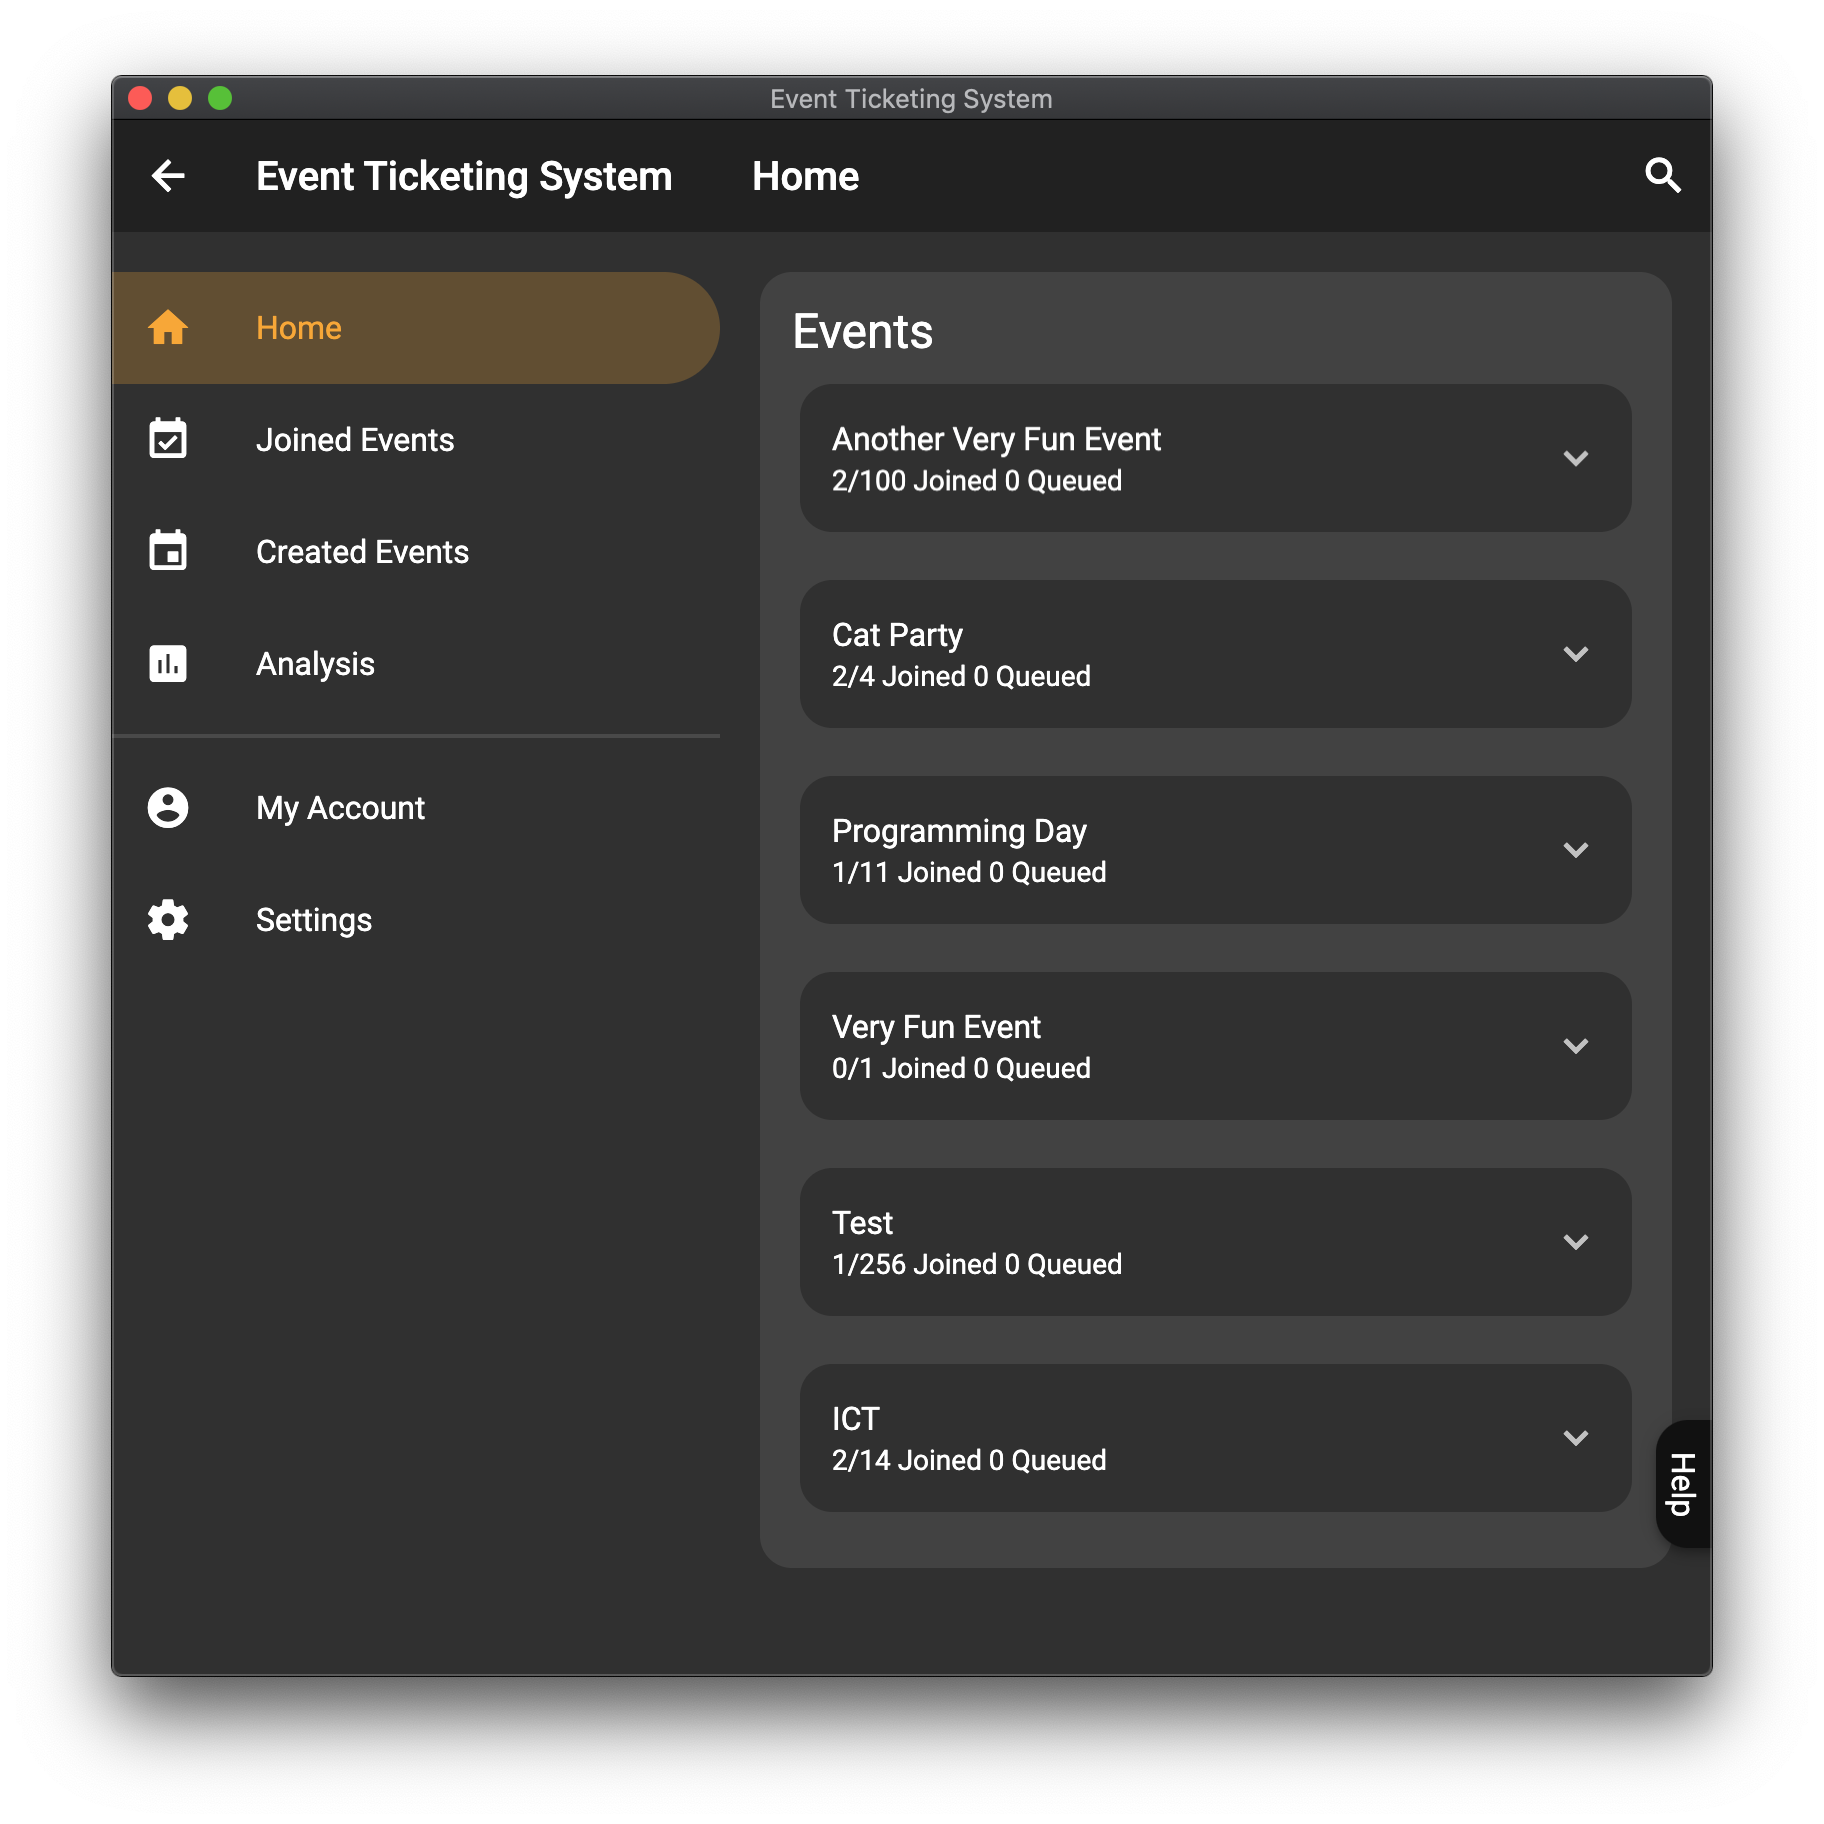 Event Ticketing System
Event Ticketing System
Home
Home
Joined Events
Created Events
Analysis
My Account
Settings
Events
Another Very Fun Event
2/100 Joined 0 Queued
Cat Party
2/4 Joined 0 Queued
Programming Day
1/11 Joined 0 Queued
Very Fun Event
0/1 Joined 0 Queued
Test
1/256 Joined 0 Queued
ICT
2/14 Joined 0 Queued
Help